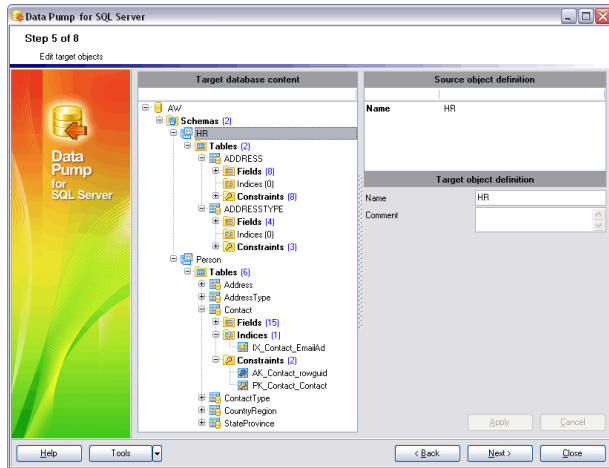 Data Pump for SQL Server
Step 5 of 8
Edit target objects
Data
Pump
for
SQL Server
Target database content
AW
Schemas (2)
HR
Tables (2)
ADDRESS
Fields (8)
Indices (0)
Constraints (8)
ADDRESSTYPE
Fields (4)
Indices (0)
Constraints (3)
Person
Tables (6)
Address
AddressType
Contact
Fields (15)
Indices (1)
IX_Contact_EmailAd
Constraints (2)
AK_Contact_rowguid
PK_Contact_Contact
ContactType
CountryRegion
StateProvince
Source object definition
Name HR
Target object definition
Name HR
Comment
Apply Cancel
Help Tools < Back Next > Close